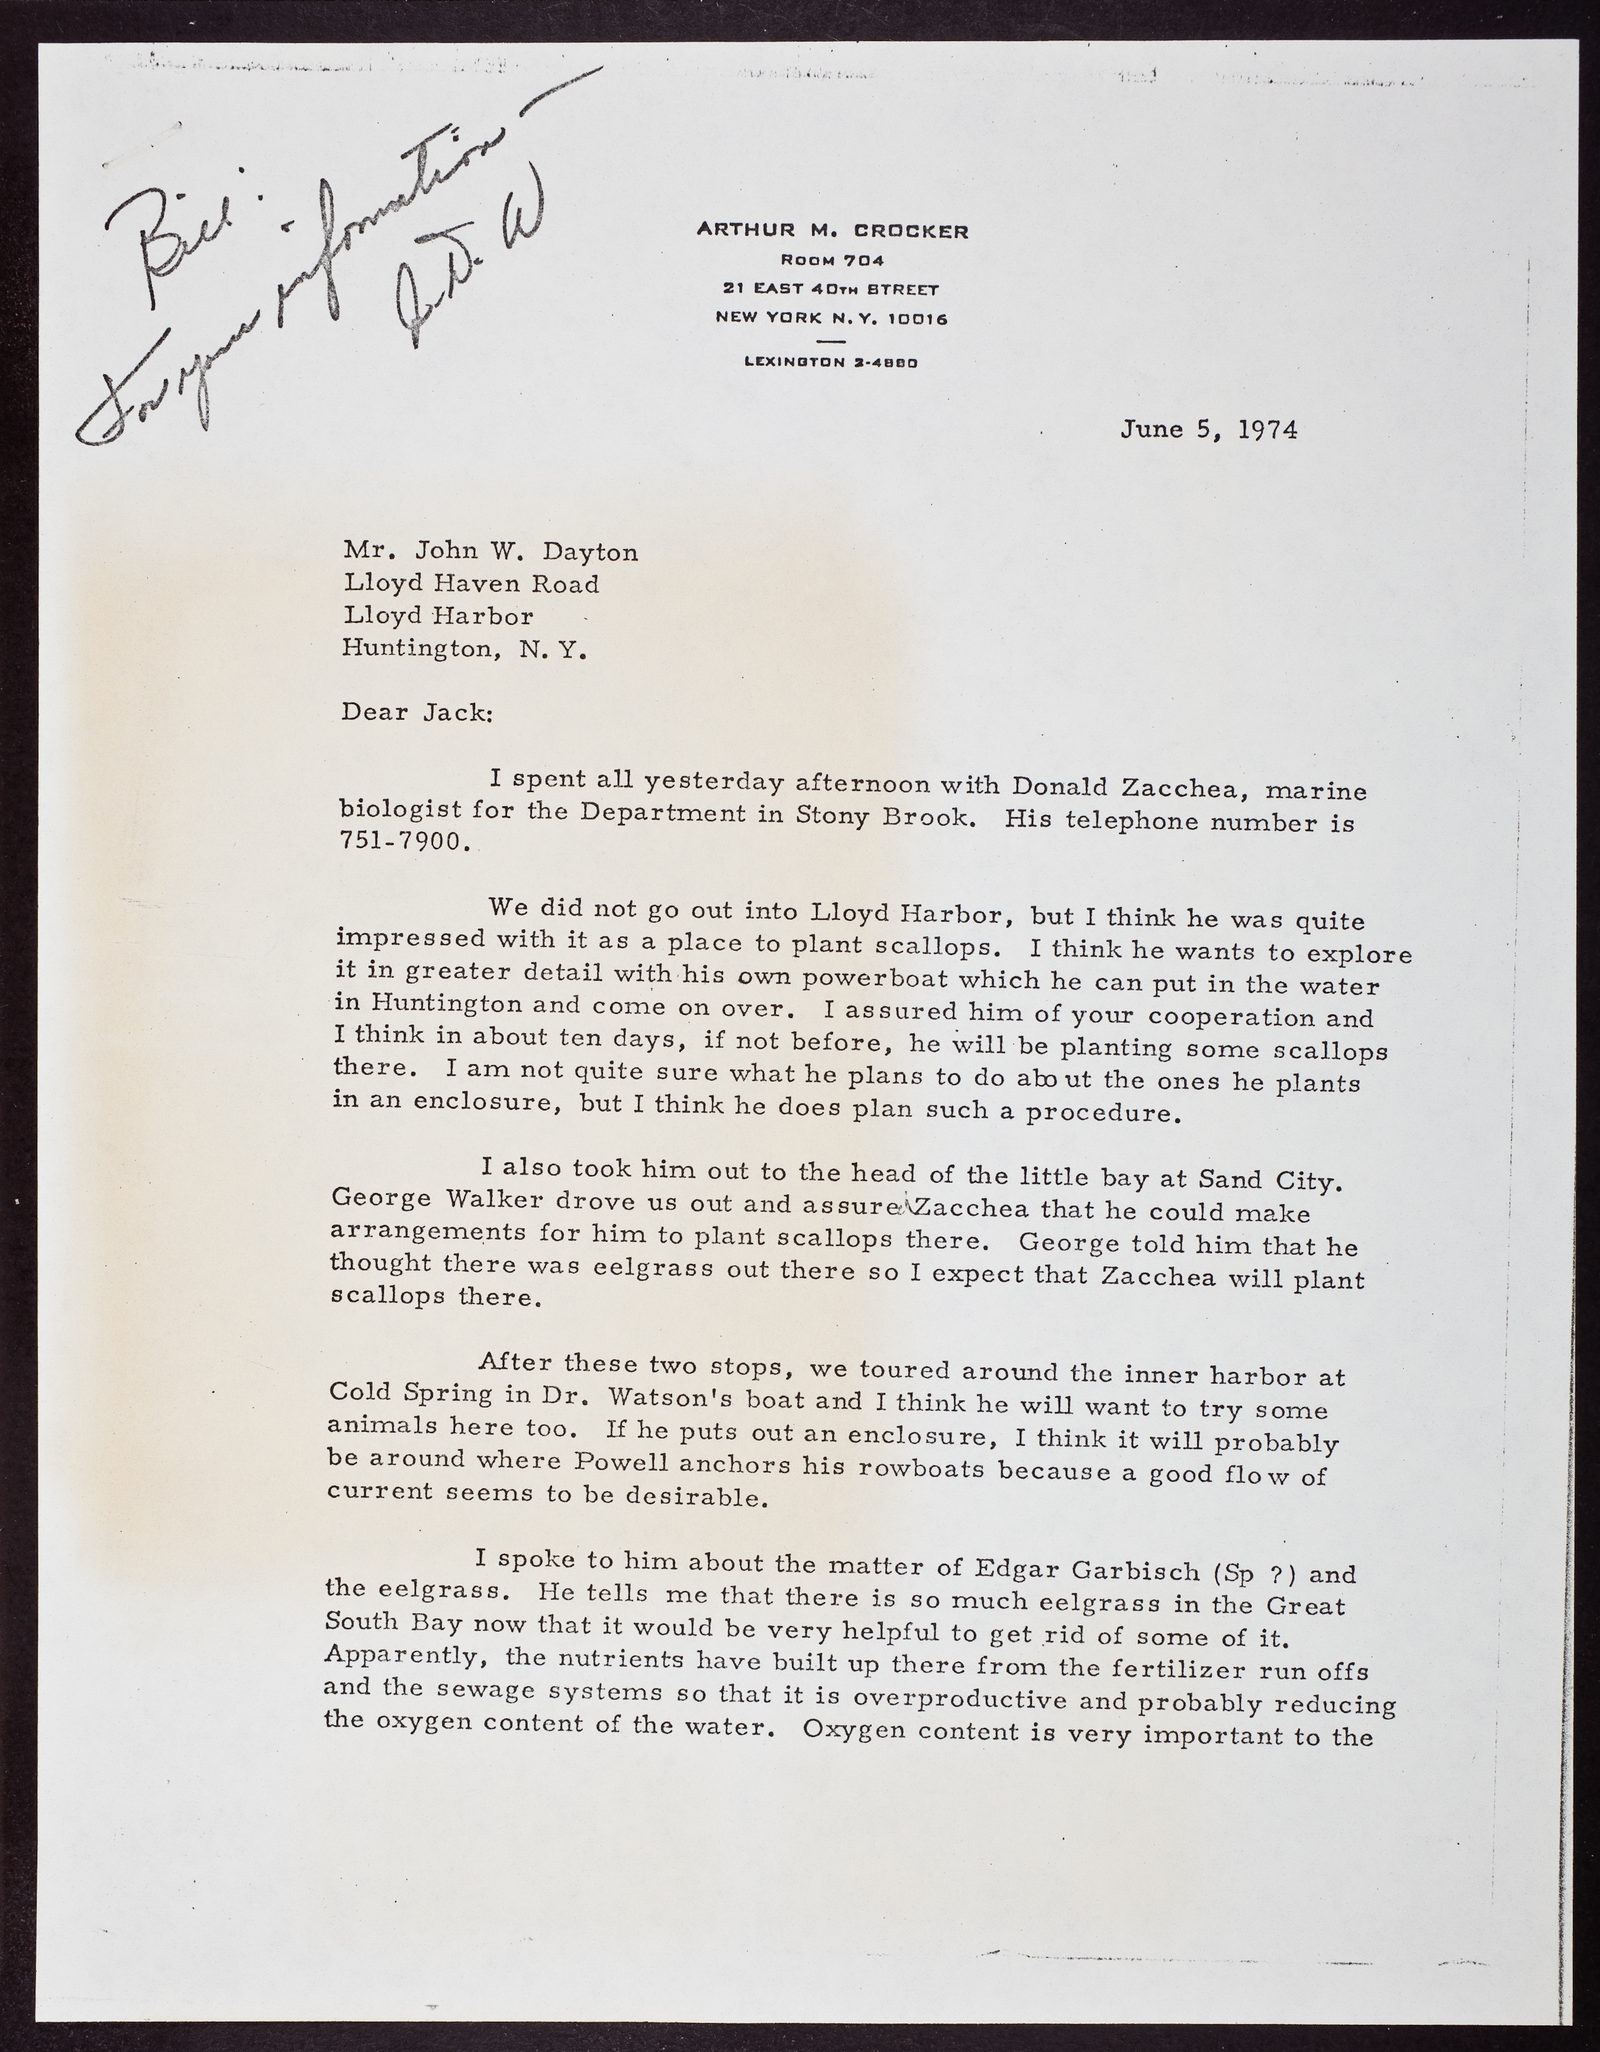 Bill:
For your information —
J. D. W
ARTHUR M. CROCKER
ROOM 704
21 EAST 40TH STREET
NEW YORK N.Y. 10016
LEXINGTON 2-4880
June 5, 1974
Mr. John W. Dayton
Lloyd Haven Road
Lloyd Harbor
Huntington, N. Y.
Dear Jack:
I spent all yesterday afternoon with Donald Zacchea, marine
biologist for the Department in Stony Brook. His telephone number is
751-7900.
We did not go out into Lloyd Harbor, but I think he was quite
impressed with it as a place to plant scallops. I think he wants to explore
it in greater detail with his own powerboat which he can put in the water
in Huntington and come on over. I assured him of your cooperation and
I think in about ten days, if not before, he will be planting some scallops
there. I am not quite sure what he plans to do about the ones he plants
in an enclosure, but I think he does plan such a procedure.
I also took him out to the head of the little bay at Sand City.
George Walker drove us out and assured Zacchea that he could make
arrangements for him to plant scallops there. George told him that he
thought there was eelgrass out there so I expect that Zacchea will plant
scallops there.
After these two stops, we toured around the inner harbor at
Cold Spring in Dr. Watson's boat and I think he will want to try some
animals here too. If he puts out an enclosure, I think it will probably
be around where Powell anchors his rowboats because a good flow of
current seems to be desirable.
I spoke to him about the matter of Edgar Garbisch (Sp ?) and
the eelgrass. He tells me that there is so much eelgrass in the Great
South Bay now that it would be very helpful to get rid of some of it.
Apparently, the nutrients have built up there from the fertilizer run offs
and the sewage systems so that it is overproductive and probably reducing
the oxygen content of the water. Oxygen content is very important to the